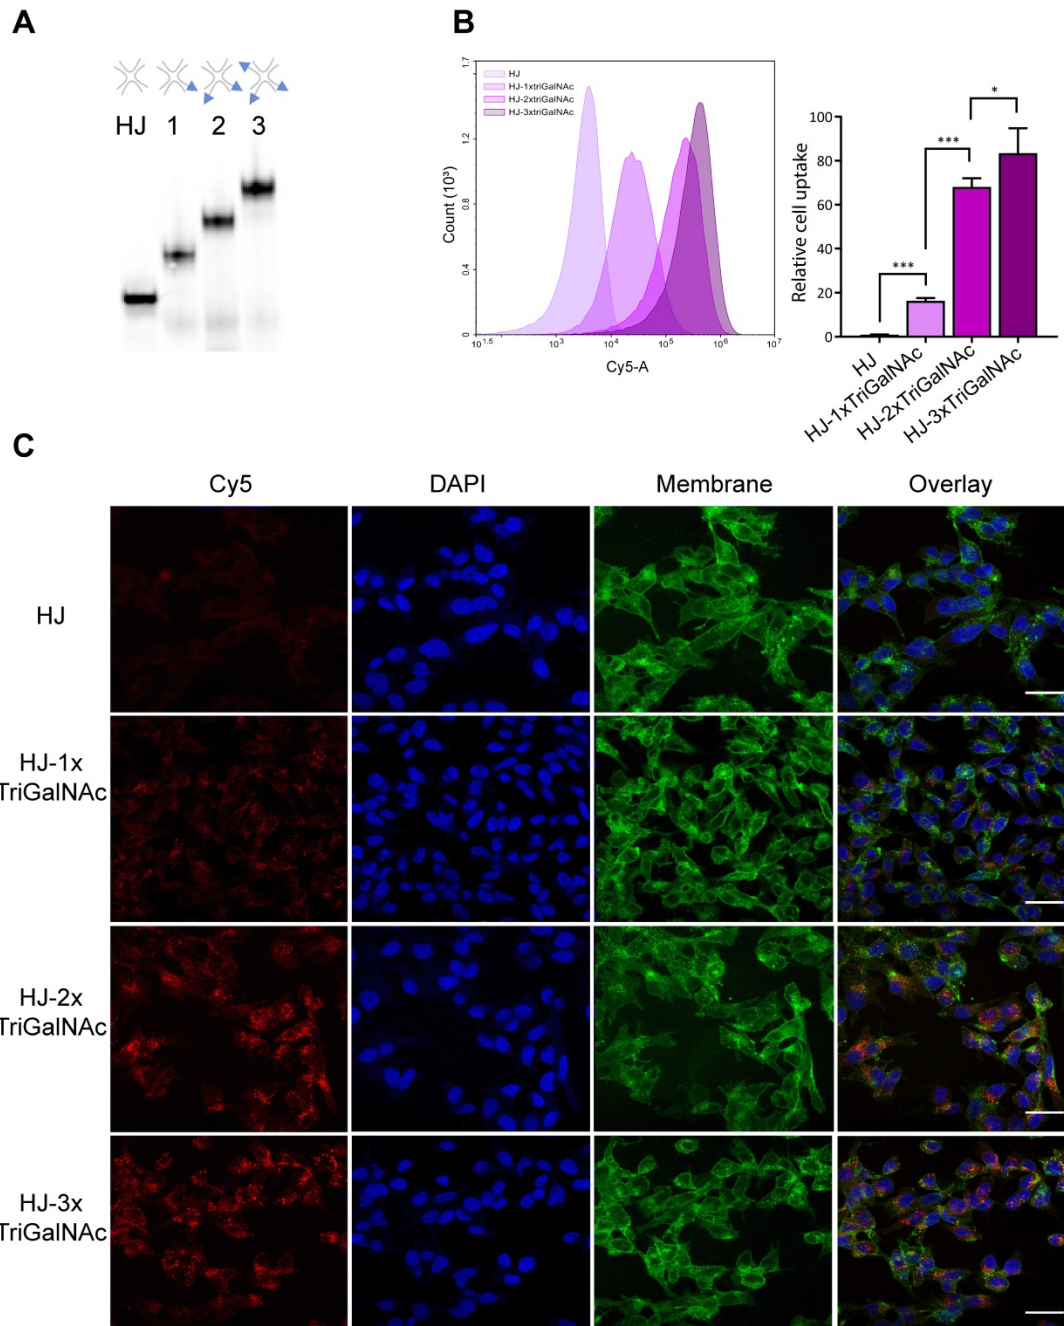 A
HJ 1 2 3
B
1.7
1.2
0.8
0.4
0
Count (10³)
HJ
HJ-1xtriGalNAc
HJ-2xtriGalNAc
HJ-3xtriGalNAc
10^1.5 10³ 10⁴ 10⁵ 10⁶ 10⁷
Cy5-A
Relative cell uptake
100
80
60
40
20
0
***
***
*
HJ
HJ-1xTriGalNAc
HJ-2xTriGalNAc
HJ-3xTriGalNAc
C
Cy5 DAPI Membrane Overlay
HJ
HJ-1x
TriGalNAc
HJ-2x
TriGalNAc
HJ-3x
TriGalNAc